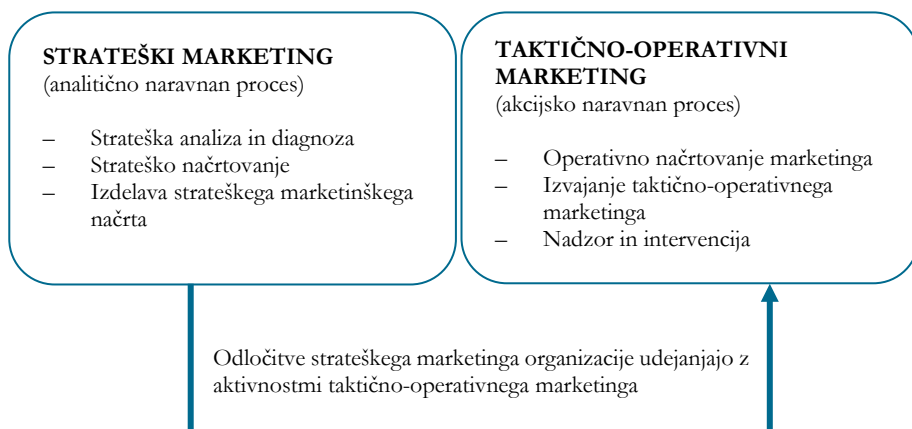 STRATEŠKI MARKETING
(analitično naravnan proces)
– Strateška analiza in diagnoza
– Strateško načrtovanje
– Izdelava strateškega marketinškega
načrta
TAKTIČNO-OPERATIVNI
MARKETING
(akcijsko naravnan proces)
– Operativno načrtovanje marketinga
– Izvajanje taktično-operativnega
marketinga
– Nadzor in intervencija
Odločitve strateškega marketinga organizacije udejanjajo z
aktivnostmi taktično-operativnega marketinga